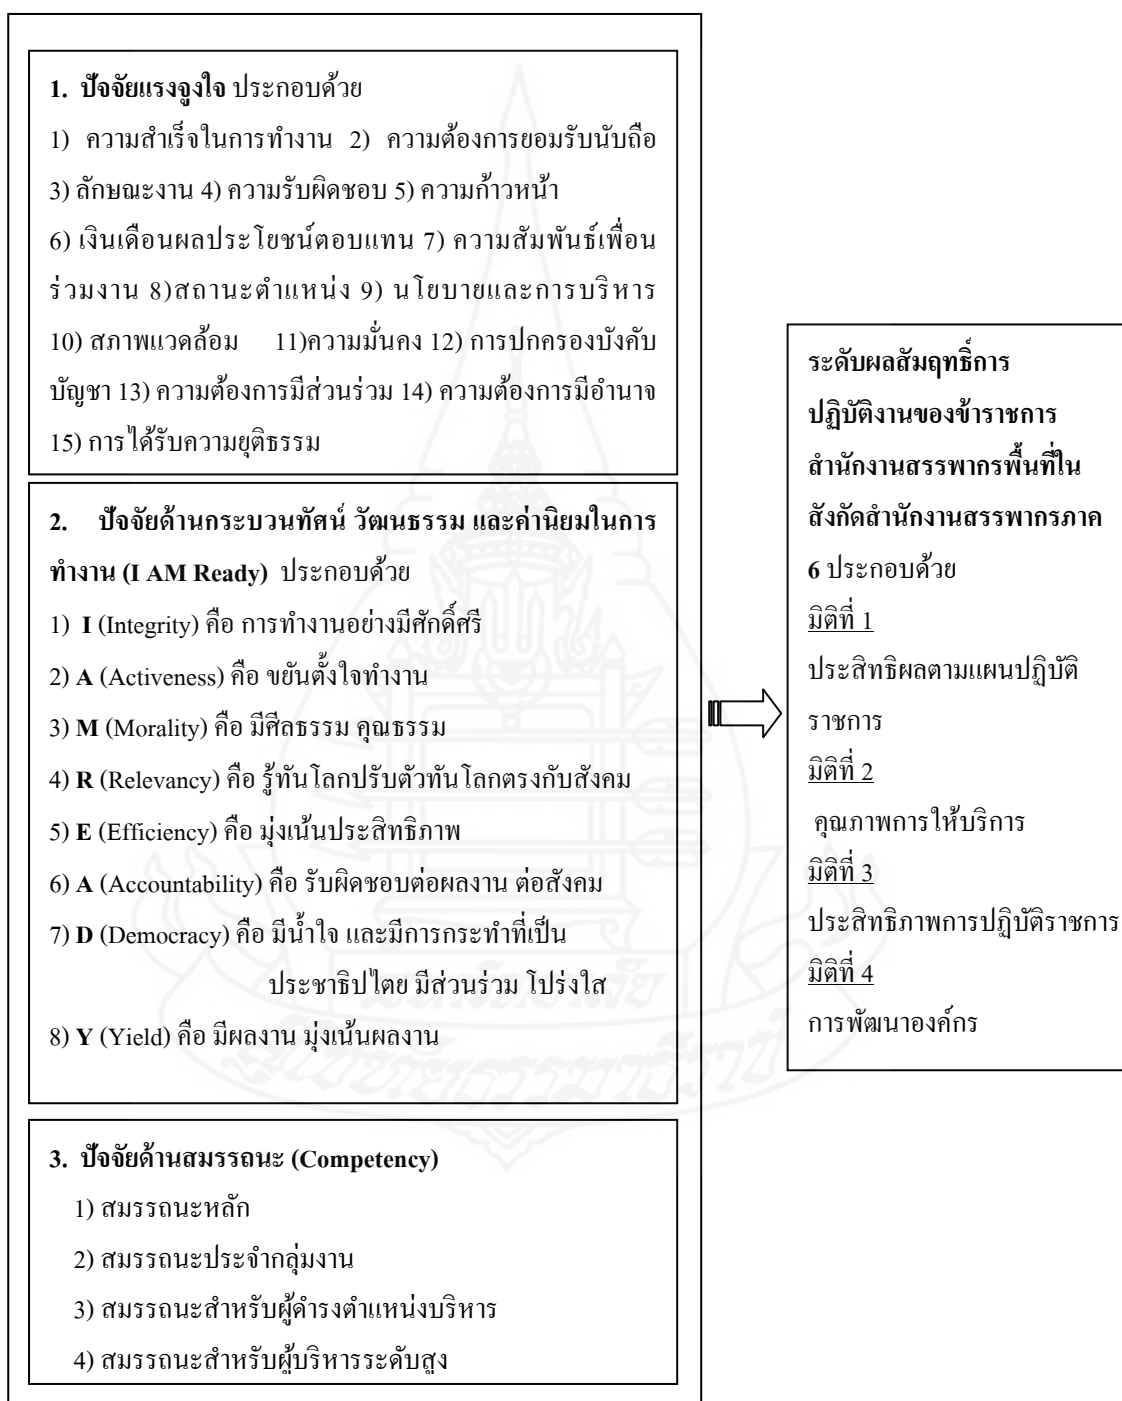 1. ปัจจัยแรงจูงใจ ประกอบด้วย
1) ความสำเร็จในการทำงาน 2) ความต้องการยอมรับนับถือ
3) ลักษณะงาน 4) ความรับผิดชอบ 5) ความก้าวหน้า
6) เงินเดือนผลประโยชน์ตอบแทน 7) ความสัมพันธ์เพื่อน
ร่วมงาน 8)สถานะตำแหน่ง 9) นโยบายและการบริหาร
10) สภาพแวดล้อม 11)ความมั่นคง 12) การปกครองบังคับ
บัญชา 13) ความต้องการมีส่วนร่วม 14) ความต้องการมีอำนาจ
15) การได้รับความยุติธรรม
2. ปัจจัยด้านกระบวนทัศน์ วัฒนธรรม และค่านิยมในการ
ทำงาน (I AM Ready) ประกอบด้วย
1) I (Integrity) คือ การทำงานอย่างมีศักดิ์ศรี
2) A (Activeness) คือ ขยันตั้งใจทำงาน
3) M (Morality) คือ มีศีลธรรม คุณธรรม
4) R (Relevancy) คือ รู้ทันโลกปรับตัวทันโลกตรงกับสังคม
5) E (Efficiency) คือ มุ่งเน้นประสิทธิภาพ
6) A (Accountability) คือ รับผิดชอบต่อผลงาน ต่อสังคม
7) D (Democracy) คือ มีน้ำใจ และมีการกระทำที่เป็น
ประชาธิปไตย มีส่วนร่วม โปร่งใส
8) Y (Yield) คือ มีผลงาน มุ่งเน้นผลงาน
3. ปัจจัยด้านสมรรถนะ (Competency)
1) สมรรถนะหลัก
2) สมรรถนะประจำกลุ่มงาน
3) สมรรถนะสำหรับผู้ดำรงตำแหน่งบริหาร
4) สมรรถนะสำหรับผู้บริหารระดับสูง
ระดับผลสัมฤทธิ์การ
ปฏิบัติงานของข้าราชการ
สำนักงานสรรพากรพื้นที่ใน
สังกัดสำนักงานสรรพากรภาค
6 ประกอบด้วย
มิติที่ 1
ประสิทธิผลตามแผนปฏิบัติ
ราชการ
มิติที่ 2
คุณภาพการให้บริการ
มิติที่ 3
ประสิทธิภาพการปฏิบัติราชการ
มิติที่ 4
การพัฒนาองค์กร